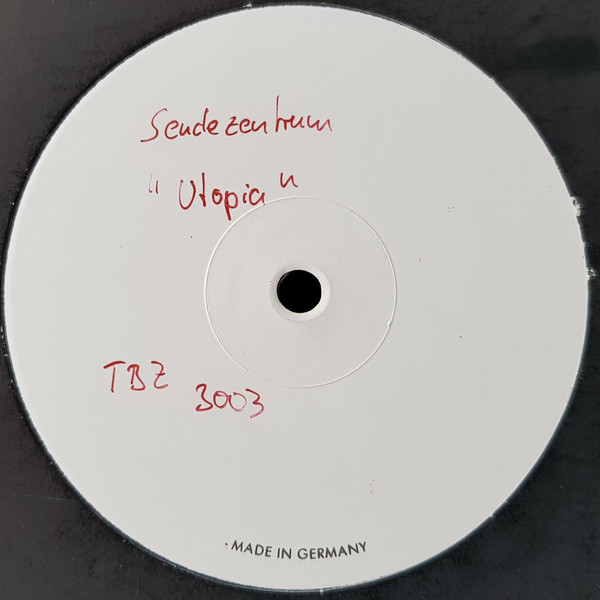 Sendezentrum
"Utopia"
TBZ 3003
· MADE IN GERMANY